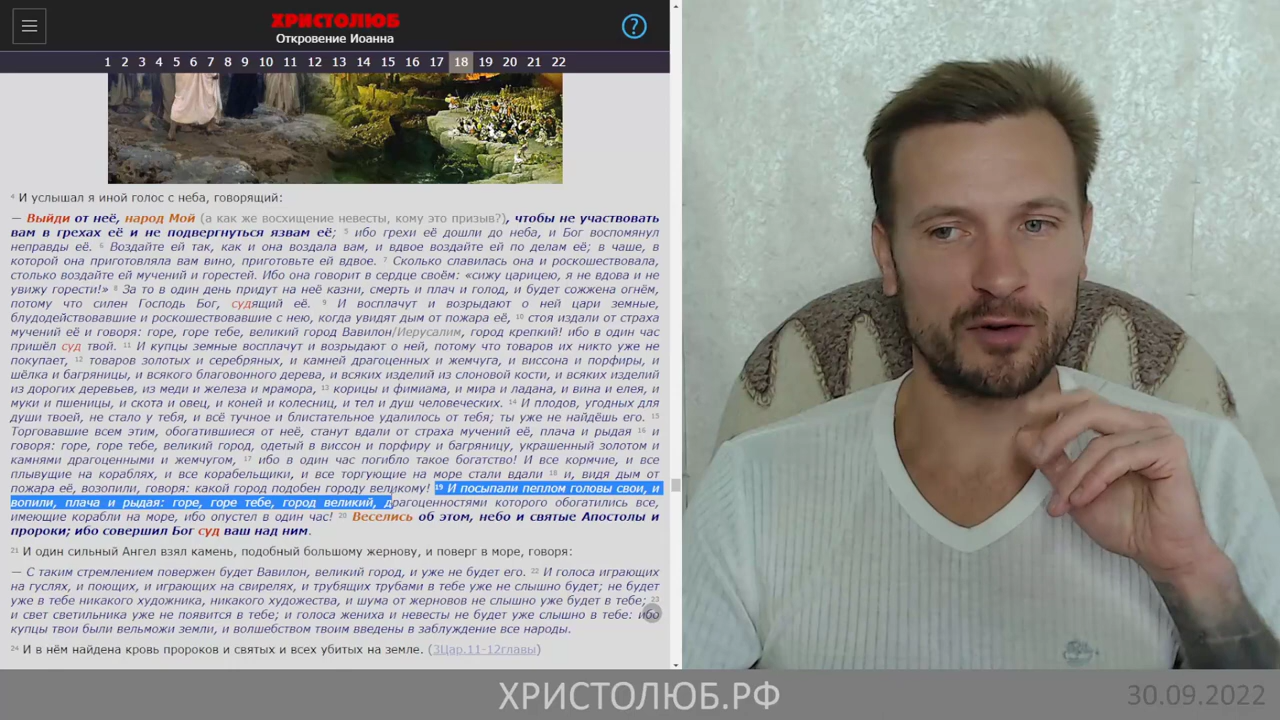 ХРИСТОЛЮБ
Откровение Иоанна
?
1 2 3 4 5 6 7 8 9 10 11 12 13 14 15 16 17 18 19 20 21 22
4 И услышал я иной голос с неба, говорящий:
— Выйди от неё, народ Мой (а как же восхищение невесты, кому это призыв?), чтобы не участвовать
вам в грехах её и не подвергнуться язвам её; 5 ибо грехи её дошли до неба, и Бог воспомянул
неправды её. 6 Воздайте ей так, как и она воздала вам, и вдвое воздайте ей по делам её; в чаше, в
которой она приготовляла вам вино, приготовьте ей вдвое. 7 Сколько славилась она и роскошествовала,
столько воздайте ей мучений и горестей. Ибо она говорит в сердце своём: «сижу царицею, я не вдова и не
увижу горести!» 8 За то в один день придут на неё казни, смерть и плач и голод, и будет сожжена огнём,
потому что силен Господь Бог, судящий её. 9 И восплачут и возрыдают о ней цари земные,
блудодействовавшие и роскошествовавшие с нею, когда увидят дым от пожара её, 10 стоя издали от страха
мучений её и говоря: горе, горе тебе, великий город Вавилон/Иерусалим, город крепкий! ибо в один час
пришёл суд твой. 11 И купцы земные восплачут и возрыдают о ней, потому что товаров их никто уже не
покупает, 12 товаров золотых и серебряных, и камней драгоценных и жемчуга, и виссона и порфиры, и
шёлка и багряницы, и всякого благовонного дерева, и всяких изделий из слоновой кости, и всяких изделий
из дорогих деревьев, из меди и железа и мрамора, 13 корицы и фимиама, и мира и ладана, и вина и елея, и
муки и пшеницы, и скота и овец, и коней и колесниц, и тел и душ человеческих. 14 И плодов, угодных для
души твоей, не стало у тебя, и всё тучное и блистательное удалилось от тебя; ты уже не найдёшь его. 15
Торговавшие всем этим, обогатившиеся от неё, станут вдали от страха мучений её, плача и рыдая 16 и
говоря: горе, горе тебе, великий город, одетый в виссон и порфиру и багряницу, украшенный золотом и
камнями драгоценными и жемчугом, 17 ибо в один час погибло такое богатство! И все кормчие, и все
плывущие на кораблях, и все корабельщики, и все торгующие на море стали вдали 18 и, видя дым от
пожара её, возопили, говоря: какой город подобен городу великому! 19 И посыпали пеплом головы свои, и
вопили, плача и рыдая: горе, горе тебе, город великий, драгоценностями которого обогатились все,
имеющие корабли на море, ибо опустел в один час! 20 Веселись об этом, небо и святые Апостолы и
пророки; ибо совершил Бог суд ваш над ним.
21 И один сильный Ангел взял камень, подобный большому жернову, и поверг в море, говоря:
— С таким стремлением повержен будет Вавилон, великий город, и уже не будет его. 22 И голоса играющих
на гуслях, и поющих, и играющих на свирелях, и трубящих трубами в тебе уже не слышно будет; не будет
уже в тебе никакого художника, никакого художества, и шума от жерновов не слышно уже будет в тебе; 23
и свет светильника уже не появится в тебе; и голоса жениха и невесты не будет уже слышно в тебе: ибо
купцы твои были вельможи земли, и волшебством твоим введены в заблуждение все народы.
24 И в нём найдена кровь пророков и святых и всех убитых на земле. (3Цар.11-12главы)
ХРИСТОЛЮБ.РФ
30.09.2022